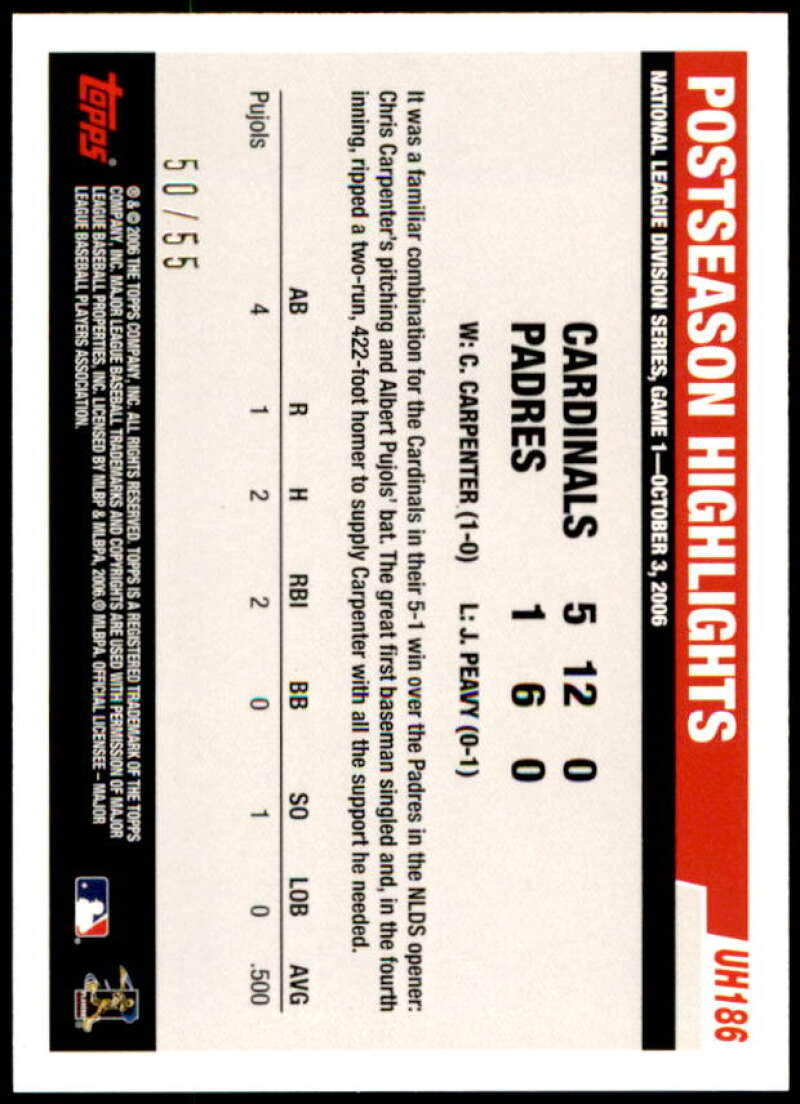 POSTSEASON HIGHLIGHTS
UH186
NATIONAL LEAGUE DIVISION SERIES, GAME 1—OCTOBER 3, 2006
CARDINALS 5 12 0
PADRES 1 6 0
W: C. CARPENTER (1-0) L: J. PEAVY (0-1)
It was a familiar combination for the Cardinals in their 5-1 win over the Padres in the NLDS opener:
Chris Carpenter's pitching and Albert Pujols' bat. The great first baseman singled and, in the fourth
inning, ripped a two-run, 422-foot homer to supply Carpenter with all the support he needed.
AB R H RBI BB SO LOB AVG
Pujols 4 1 2 2 0 1 0 .500
50/55
topps®
® & © 2006 THE TOPPS COMPANY, INC. ALL RIGHTS RESERVED. TOPPS IS A REGISTERED TRADEMARK OF THE TOPPS
COMPANY, INC. MAJOR LEAGUE BASEBALL TRADEMARKS AND COPYRIGHTS ARE USED WITH PERMISSION OF MAJOR
LEAGUE BASEBALL PROPERTIES, INC. LICENSED BY MLBP & MLBPA, 2006.© MLBPA, OFFICIAL LICENSEE – MAJOR
LEAGUE BASEBALL PLAYERS ASSOCIATION.